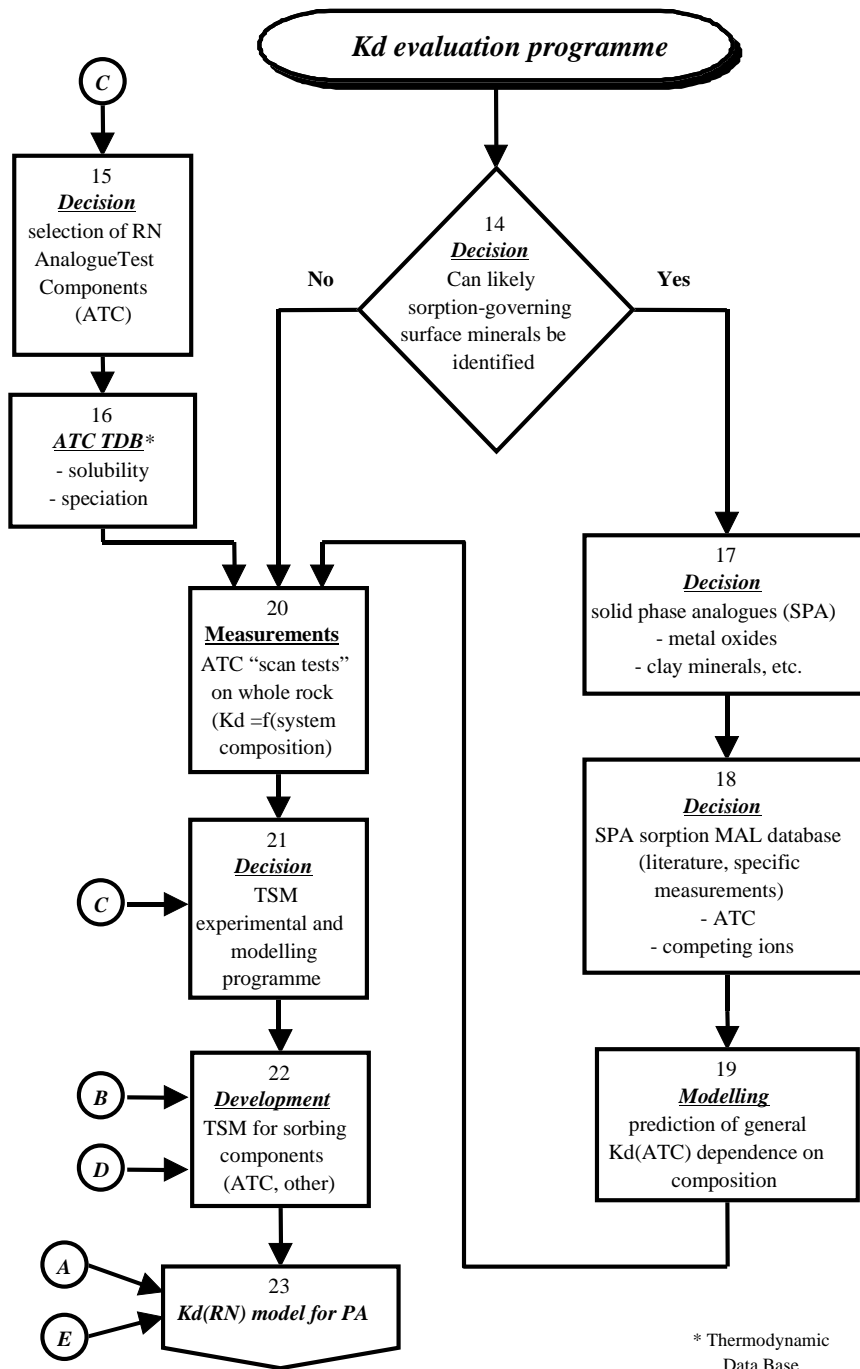 Kd evaluation programme
C
15
Decision
selection of RN
AnalogueTest
Components
(ATC)
16
ATC TDB*
- solubility
- speciation
14
Decision
Can likely
sorption-governing
surface minerals be
identified
No
Yes
17
Decision
solid phase analogues (SPA)
- metal oxides
- clay minerals, etc.
18
Decision
SPA sorption MAL database
(literature, specific
measurements)
- ATC
- competing ions
19
Modelling
prediction of general
Kd(ATC) dependence on
composition
20
Measurements
ATC “scan tests”
on whole rock
(Kd =f(system
composition)
C
21
Decision
TSM
experimental and
modelling
programme
B
D
22
Development
TSM for sorbing
components
(ATC, other)
A
E
23
Kd(RN) model for PA
* Thermodynamic
Data Base